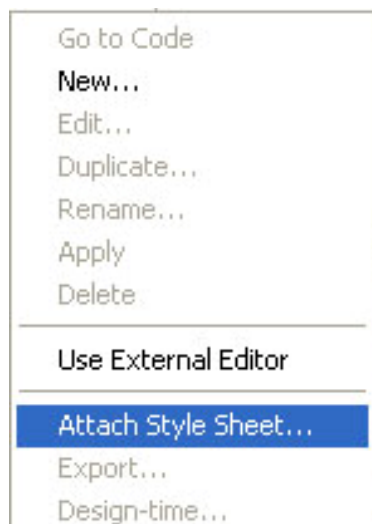 Go to Code
New...
Edit...
Duplicate...
Rename...
Apply
Delete
Use External Editor
Attach Style Sheet...
Export...
Design-time...